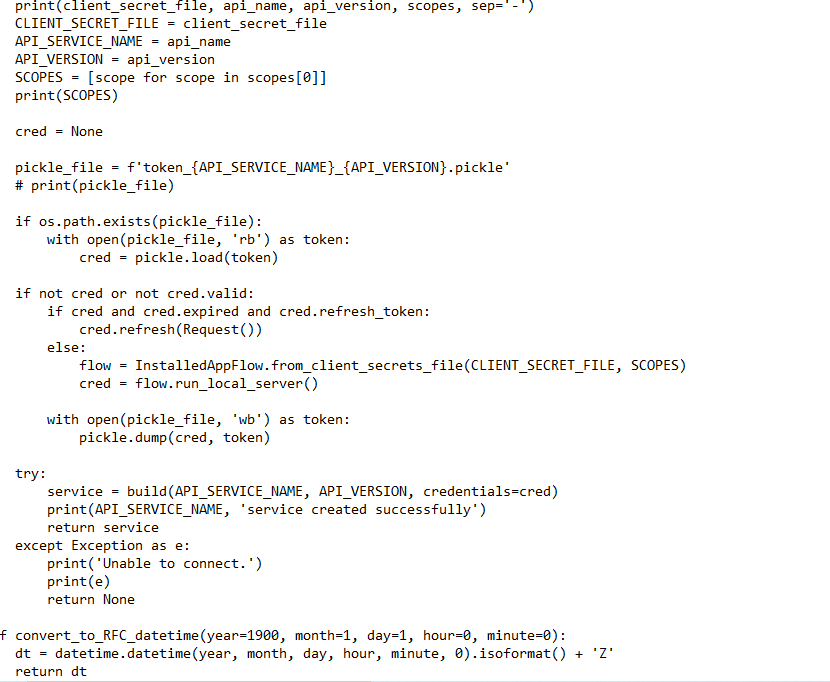 print(client_secret_file, api_name, api_version, scopes, sep='-')
CLIENT_SECRET_FILE = client_secret_file
API_SERVICE_NAME = api_name
API_VERSION = api_version
SCOPES = [scope for scope in scopes[0]]
print(SCOPES)
cred = None
pickle_file = f'token_{API_SERVICE_NAME}_{API_VERSION}.pickle'
# print(pickle_file)
if os.path.exists(pickle_file):
with open(pickle_file, 'rb') as token:
cred = pickle.load(token)
if not cred or not cred.valid:
if cred and cred.expired and cred.refresh_token:
cred.refresh(Request())
else:
flow = InstalledAppFlow.from_client_secrets_file(CLIENT_SECRET_FILE, SCOPES)
cred = flow.run_local_server()
with open(pickle_file, 'wb') as token:
pickle.dump(cred, token)
try:
service = build(API_SERVICE_NAME, API_VERSION, credentials=cred)
print(API_SERVICE_NAME, 'service created successfully')
return service
except Exception as e:
print('Unable to connect.')
print(e)
return None
f convert_to_RFC_datetime(year=1900, month=1, day=1, hour=0, minute=0):
dt = datetime.datetime(year, month, day, hour, minute, 0).isoformat() + 'Z'
return dt